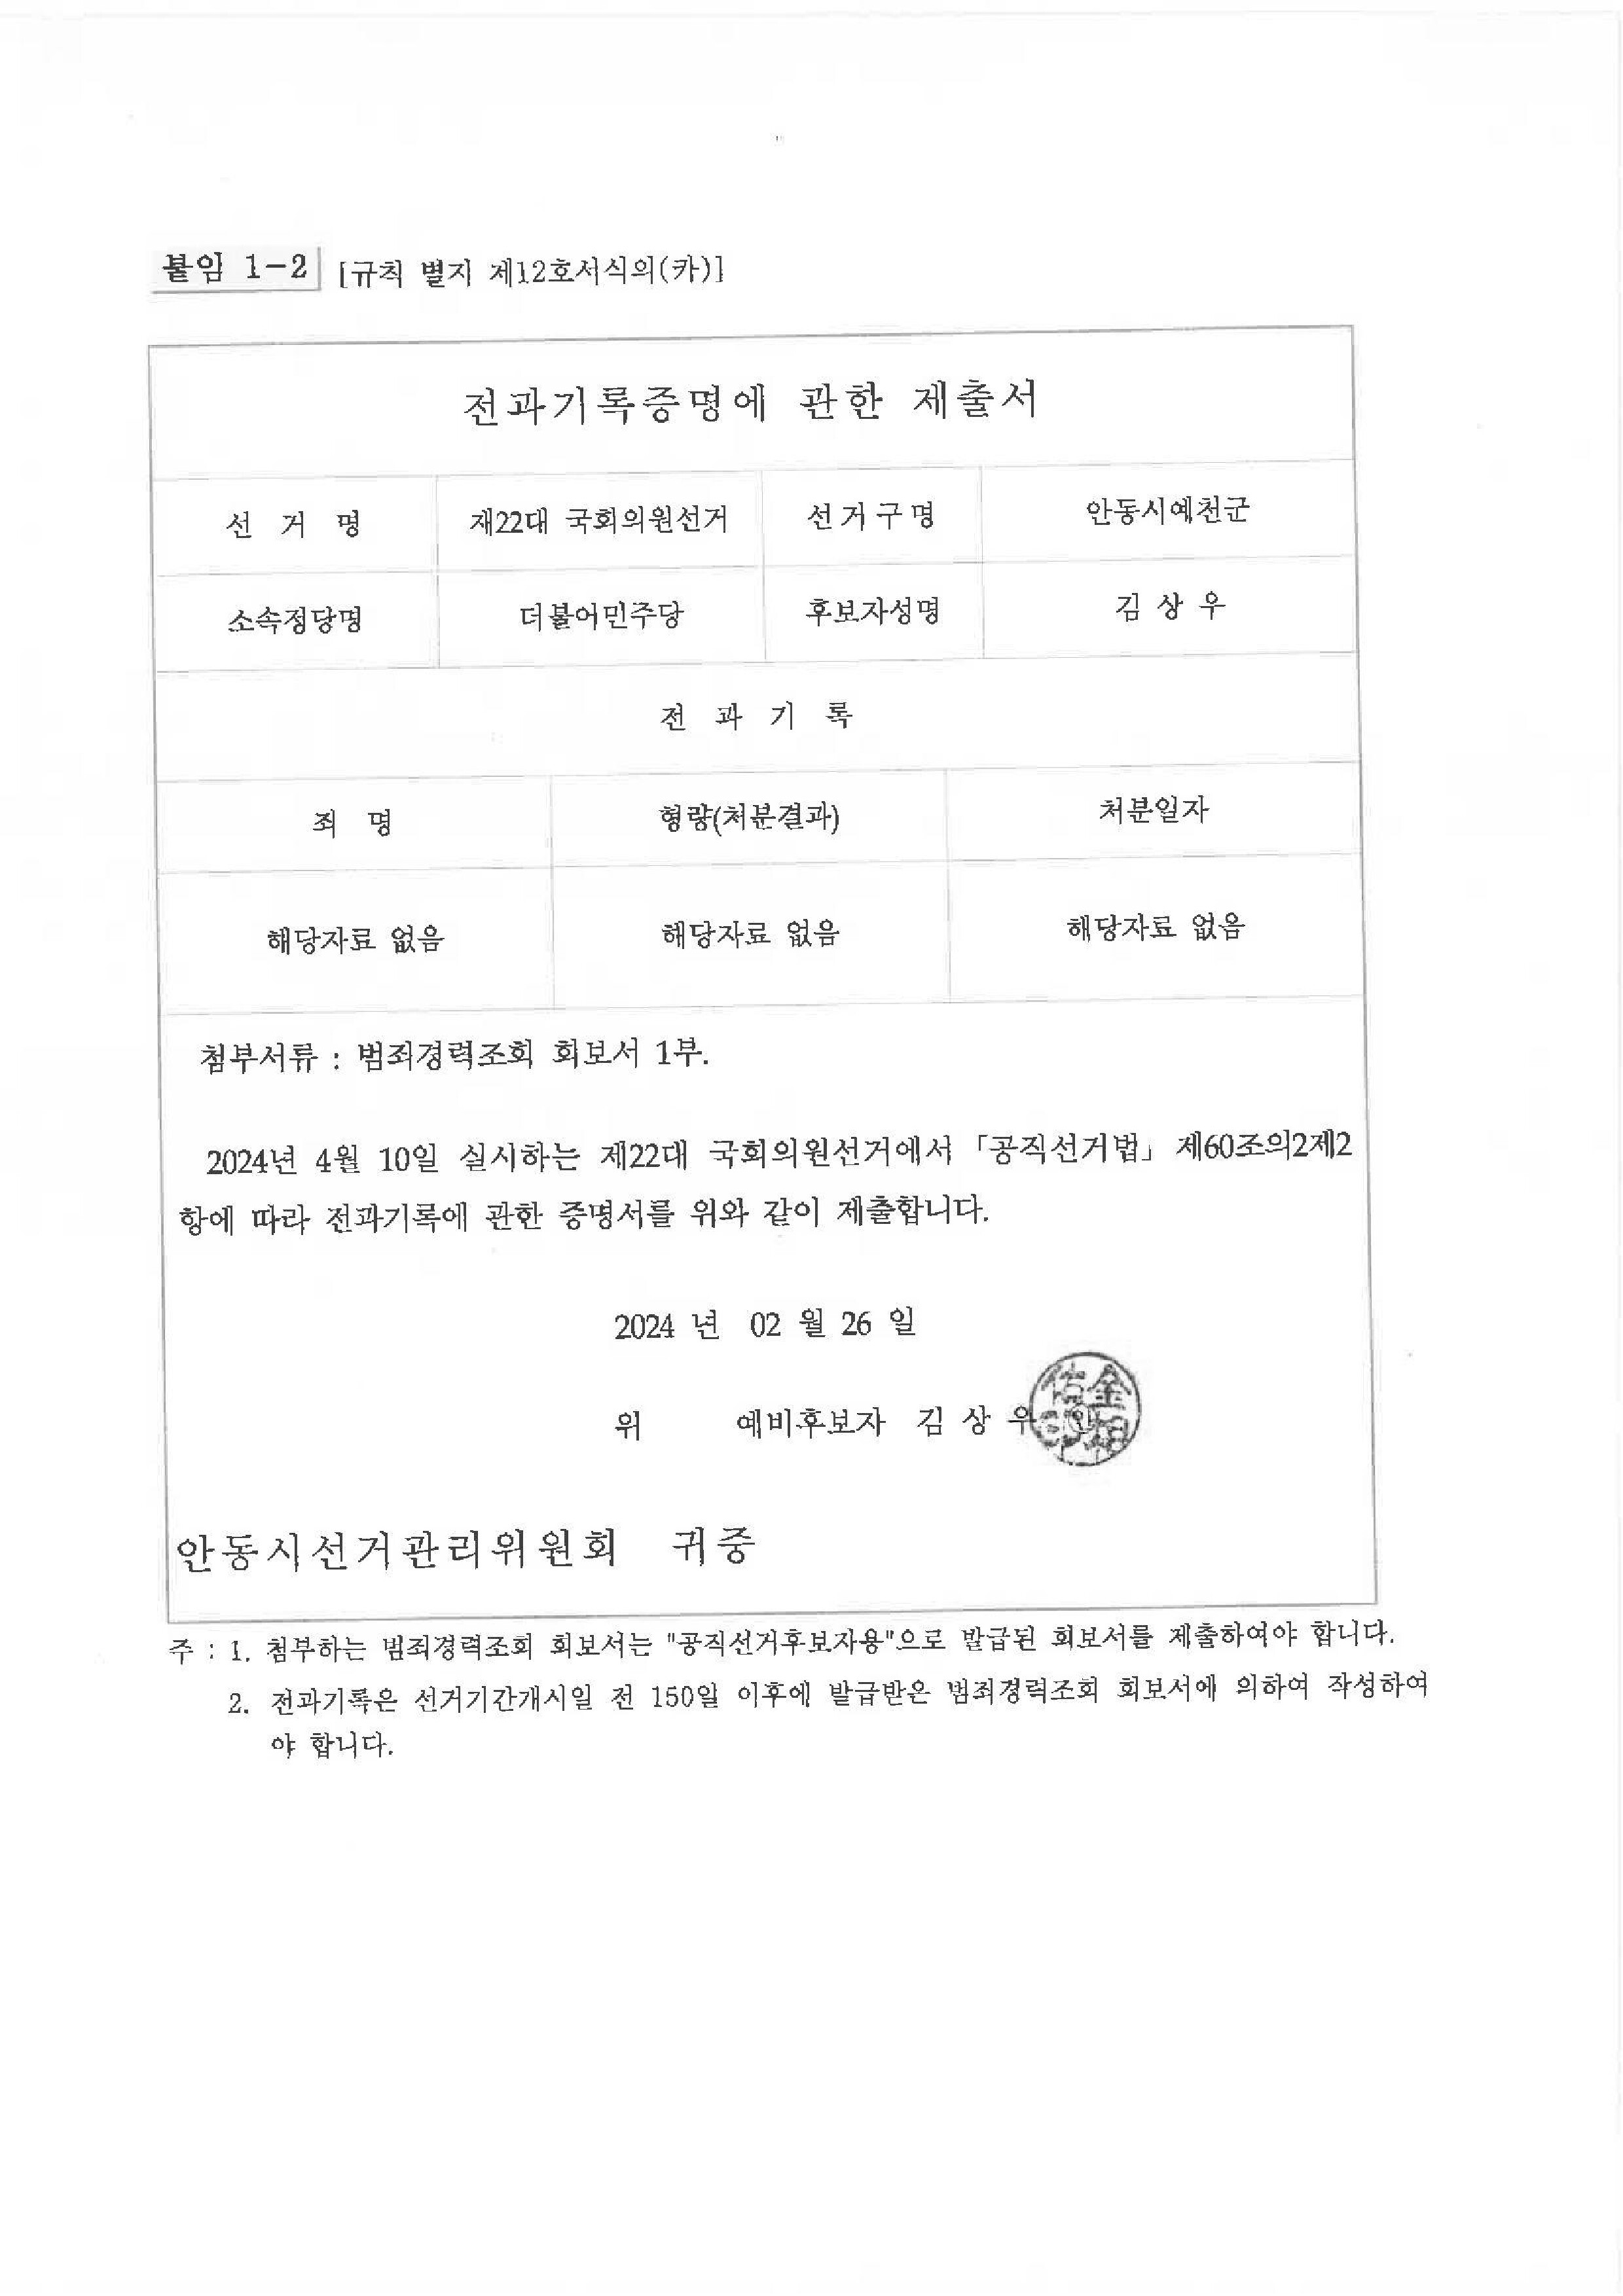 붙임 1-2 [규칙 별지 제12호서식의(카)]
전과기록증명에 관한 제출서
선 거 명 제22대 국회의원선거 선거구명 안동시예천군
소속정당명 더불어민주당 후보자성명 김 상 우
전 과 기 록
죄 명 형량(처분결과) 처분일자
해당자료 없음 해당자료 없음 해당자료 없음
첨부서류 : 범죄경력조회 회보서 1부.
2024년 4월 10일 실시하는 제22대 국회의원선거에서 「공직선거법」 제60조의2제2
항에 따라 전과기록에 관한 증명서를 위와 같이 제출합니다.
2024 년 02 월 26 일
위 예비후보자 김 상 우
안동시선거관리위원회 귀중
주 : 1. 첨부하는 범죄경력조회 회보서는 "공직선거후보자용"으로 발급된 회보서를 제출하여야 합니다.
2. 전과기록은 선거기간개시일 전 150일 이후에 발급받은 범죄경력조회 회보서에 의하여 작성하여
야 합니다.